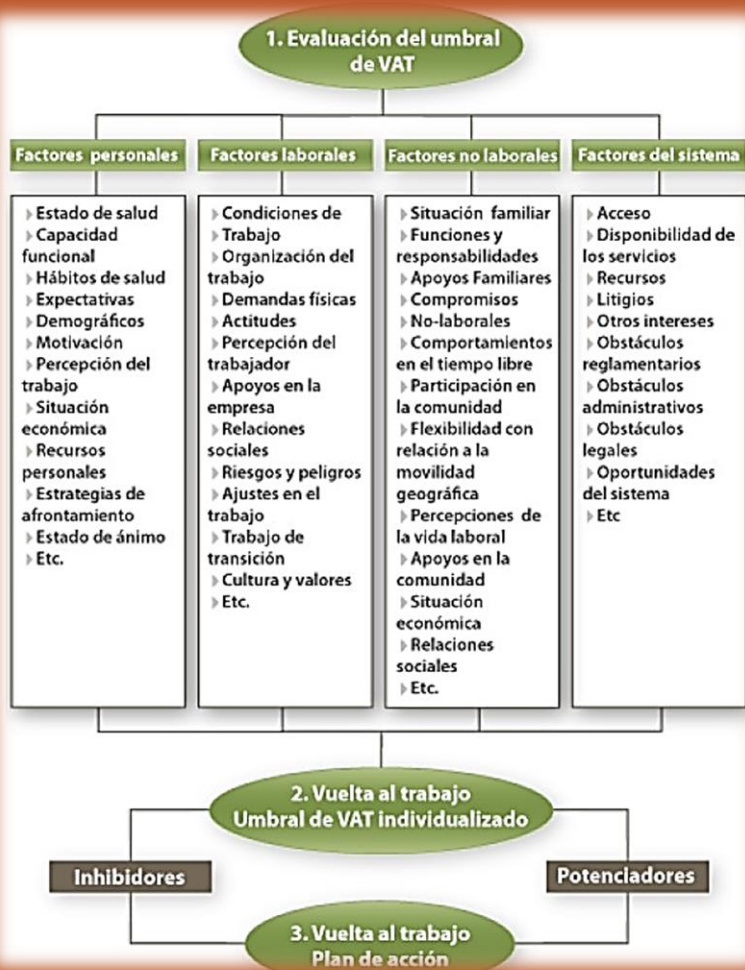 1. Evaluación del umbral
de VAT
Factores personales
Estado de salud
Capacidad
funcional
Hábitos de salud
Expectativas
Demográficos
Motivación
Percepción del
trabajo
Situación
económica
Recursos
personales
Estrategias de
afrontamiento
Estado de ánimo
Etc.
Factores laborales
Condiciones de
Trabajo
Organización del
trabajo
Demandas físicas
Actitudes
Percepción del
trabajador
Apoyos en la
empresa
Relaciones
sociales
Riesgos y peligros
Ajustes en el
trabajo
Trabajo de
transición
Cultura y valores
Etc.
Factores no laborales
Situación familiar
Funciones y
responsabilidades
Apoyos Familiares
Compromisos
No-laborales
Comportamientos
en el tiempo libre
Participación en
la comunidad
Flexibilidad con
relación a la
movilidad
geográfica
Percepciones de
la vida laboral
Apoyos en la
comunidad
Situación
económica
Relaciones
sociales
Etc.
Factores del sistema
Acceso
Disponibilidad de
los servicios
Recursos
Litigios
Otros intereses
Obstáculos
reglamentarios
Obstáculos
administrativos
Obstáculos
legales
Oportunidades
del sistema
Etc
2. Vuelta al trabajo
Umbral de VAT individualizado
Inhibidores
Potenciadores
3. Vuelta al trabajo
Plan de acción